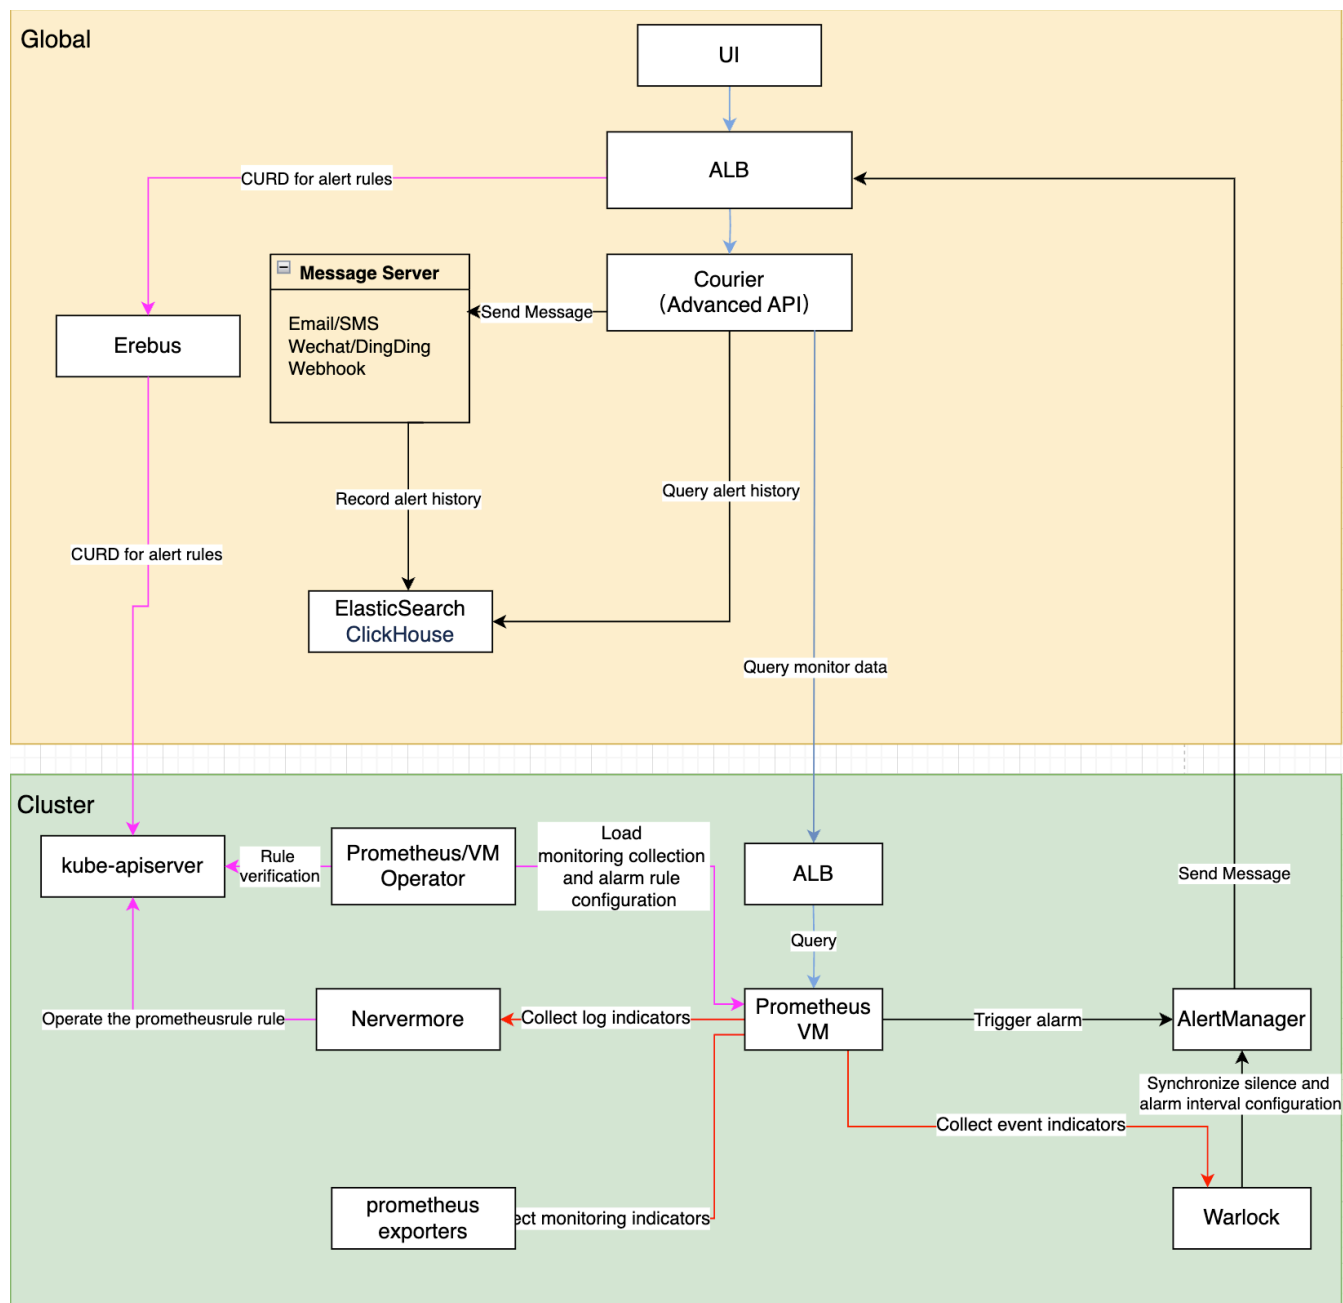 Global
UI
ALB
CURD for alert rules
Message Server
Email/SMS
Wechat/DingDing
Webhook
Send Message
Courier
（Advanced API）
Erebus
Record alert history
Query alert history
CURD for alert rules
ElasticSearch
ClickHouse
Query monitor data
Cluster
kube-apiserver
Rule
verification
Prometheus/VM
Operator
Load
monitoring collection
and alarm rule
configuration
ALB
Send Message
Query
Operate the prometheusrule rule
Nervermore
Collect log indicators
Prometheus
VM
Trigger alarm
AlertManager
Synchronize silence and
alarm interval configuration
Collect event indicators
prometheus
exporters
ect monitoring indicators
Warlock